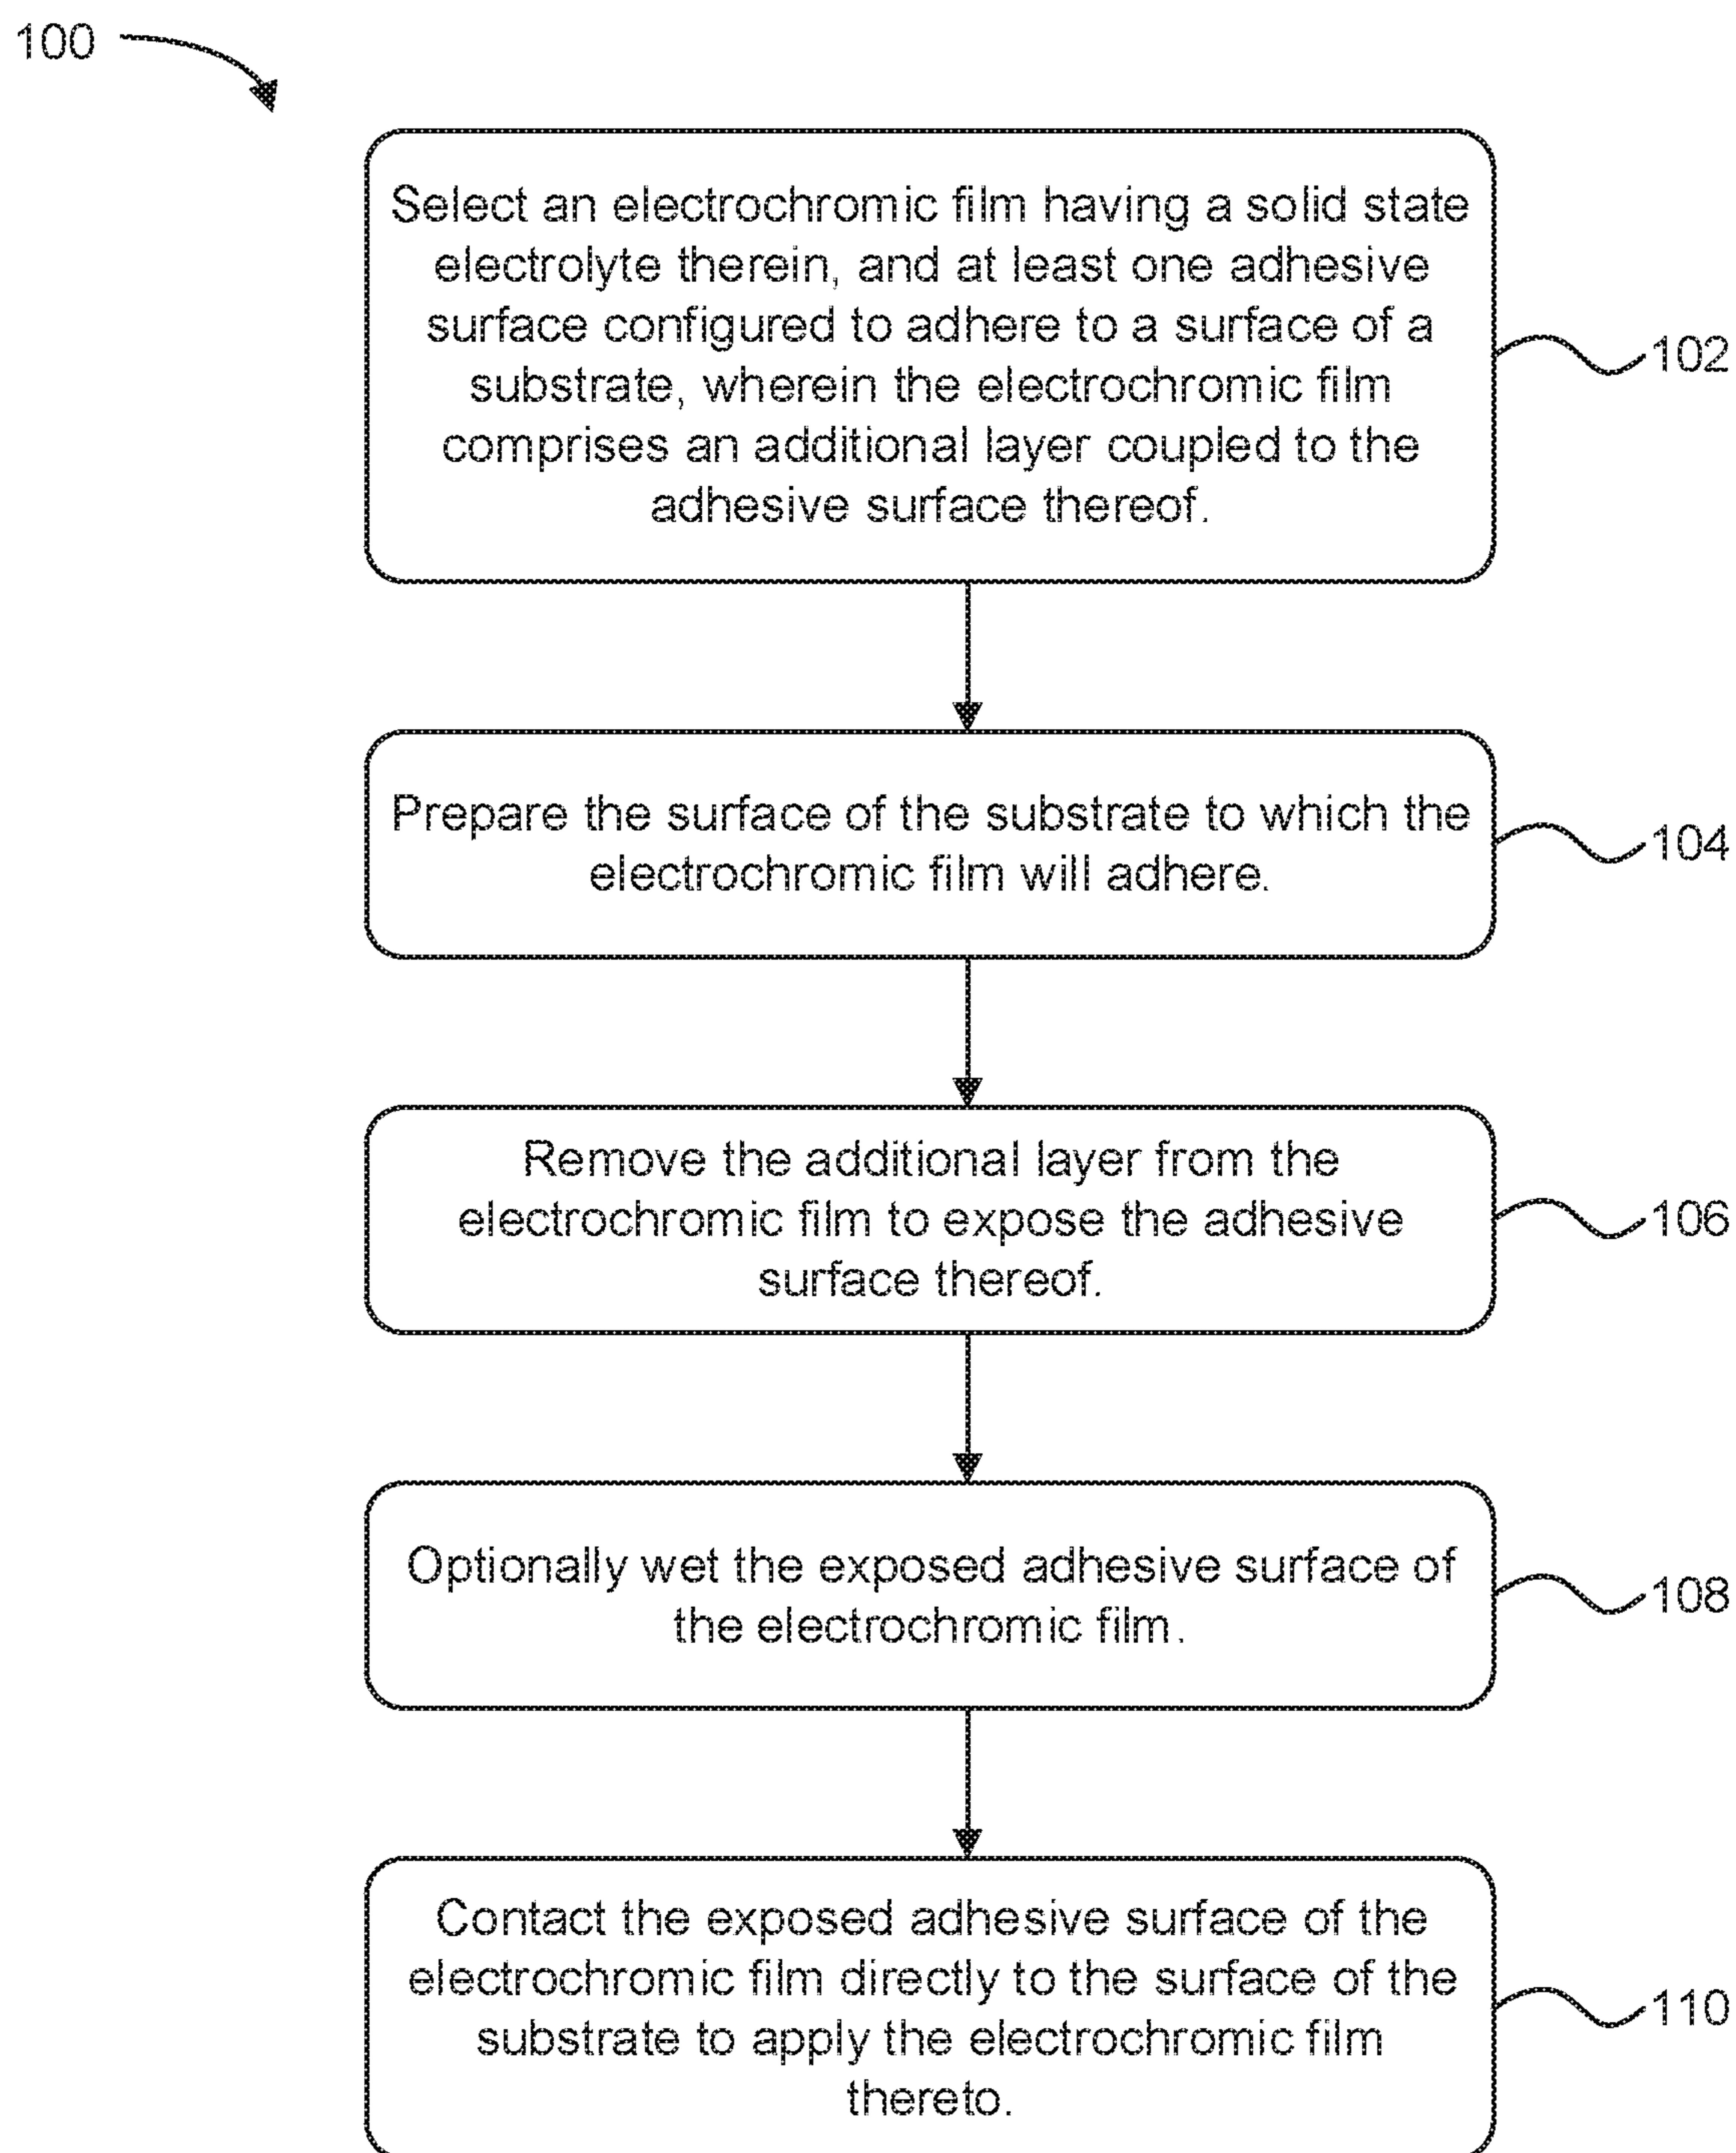 100
Select an electrochromic film having a solid state
electrolyte therein, and at least one adhesive
surface configured to adhere to a surface of a
substrate, wherein the electrochromic film
comprises an additional layer coupled to the
adhesive surface thereof.
102
Prepare the surface of the substrate to which the
electrochromic film will adhere.
104
Remove the additional layer from the
electrochromic film to expose the adhesive
surface thereof.
106
Optionally wet the exposed adhesive surface of
the electrochromic film.
108
Contact the exposed adhesive surface of the
electrochromic film directly to the surface of the
substrate to apply the electrochromic film
thereto.
110